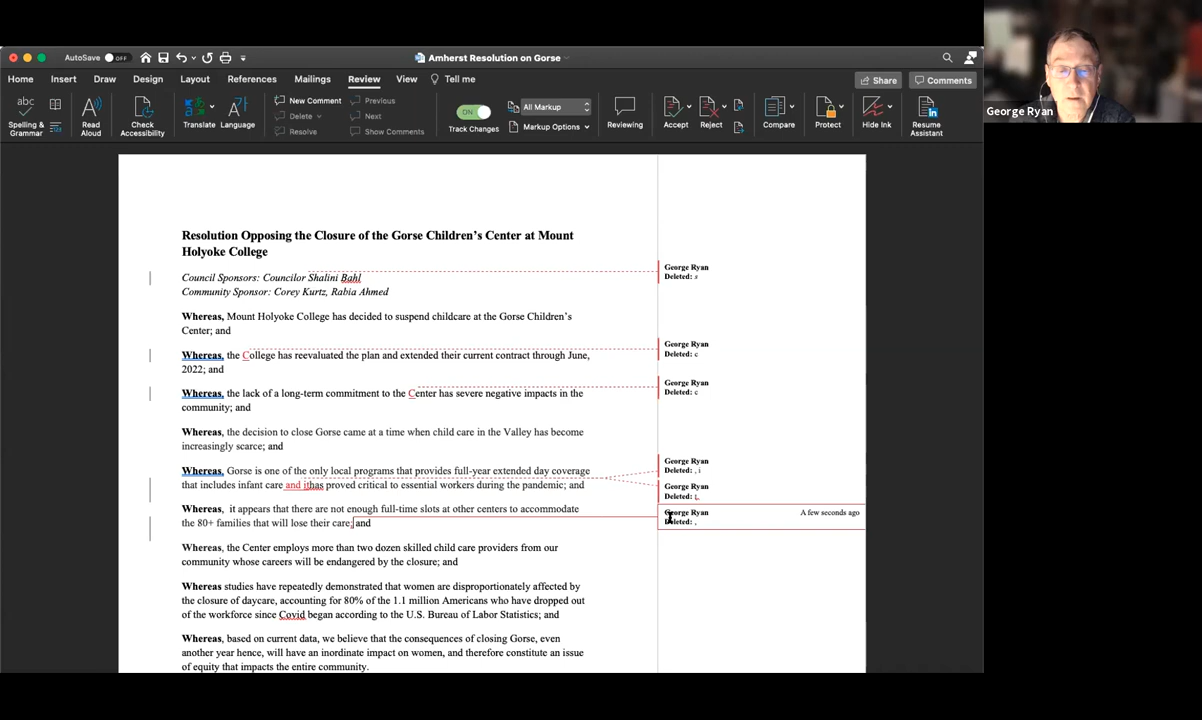 AutoSave OFF
Amherst Resolution on Gorse
Home Insert Draw Design Layout References Mailings Review View Tell me
Share Comments
Spelling & Grammar
Read Aloud
Check Accessibility
Translate Language
New Comment
Delete
Resolve
Previous
Next
Show Comments
ON
Track Changes
All Markup
Markup Options
Reviewing
Accept Reject
Compare
Protect
Hide Ink
Resume Assistant
George Ryan
Resolution Opposing the Closure of the Gorse Children's Center at Mount
Holyoke College
Council Sponsors: Councilor Shalini Bahl
Community Sponsor: Corey Kurtz, Rabia Ahmed
Whereas, Mount Holyoke College has decided to suspend childcare at the Gorse Children's
Center; and
Whereas, the College has reevaluated the plan and extended their current contract through June,
2022; and
Whereas, the lack of a long-term commitment to the Center has severe negative impacts in the
community; and
Whereas, the decision to close Gorse came at a time when child care in the Valley has become
increasingly scarce; and
Whereas, Gorse is one of the only local programs that provides full-year extended day coverage
that includes infant care and ithas proved critical to essential workers during the pandemic; and
Whereas, it appears that there are not enough full-time slots at other centers to accommodate
the 80+ families that will lose their care; and
Whereas, the Center employs more than two dozen skilled child care providers from our
community whose careers will be endangered by the closure; and
Whereas studies have repeatedly demonstrated that women are disproportionately affected by
the closure of daycare, accounting for 80% of the 1.1 million Americans who have dropped out
of the workforce since Covid began according to the U.S. Bureau of Labor Statistics; and
Whereas, based on current data, we believe that the consequences of closing Gorse, even
another year hence, will have an inordinate impact on women, and therefore constitute an issue
of equity that impacts the entire community.
George Ryan
Deleted: s
George Ryan
Deleted: c
George Ryan
Deleted: c
George Ryan
Deleted: , i
George Ryan
Deleted: t,
George Ryan A few seconds ago
Deleted: ,